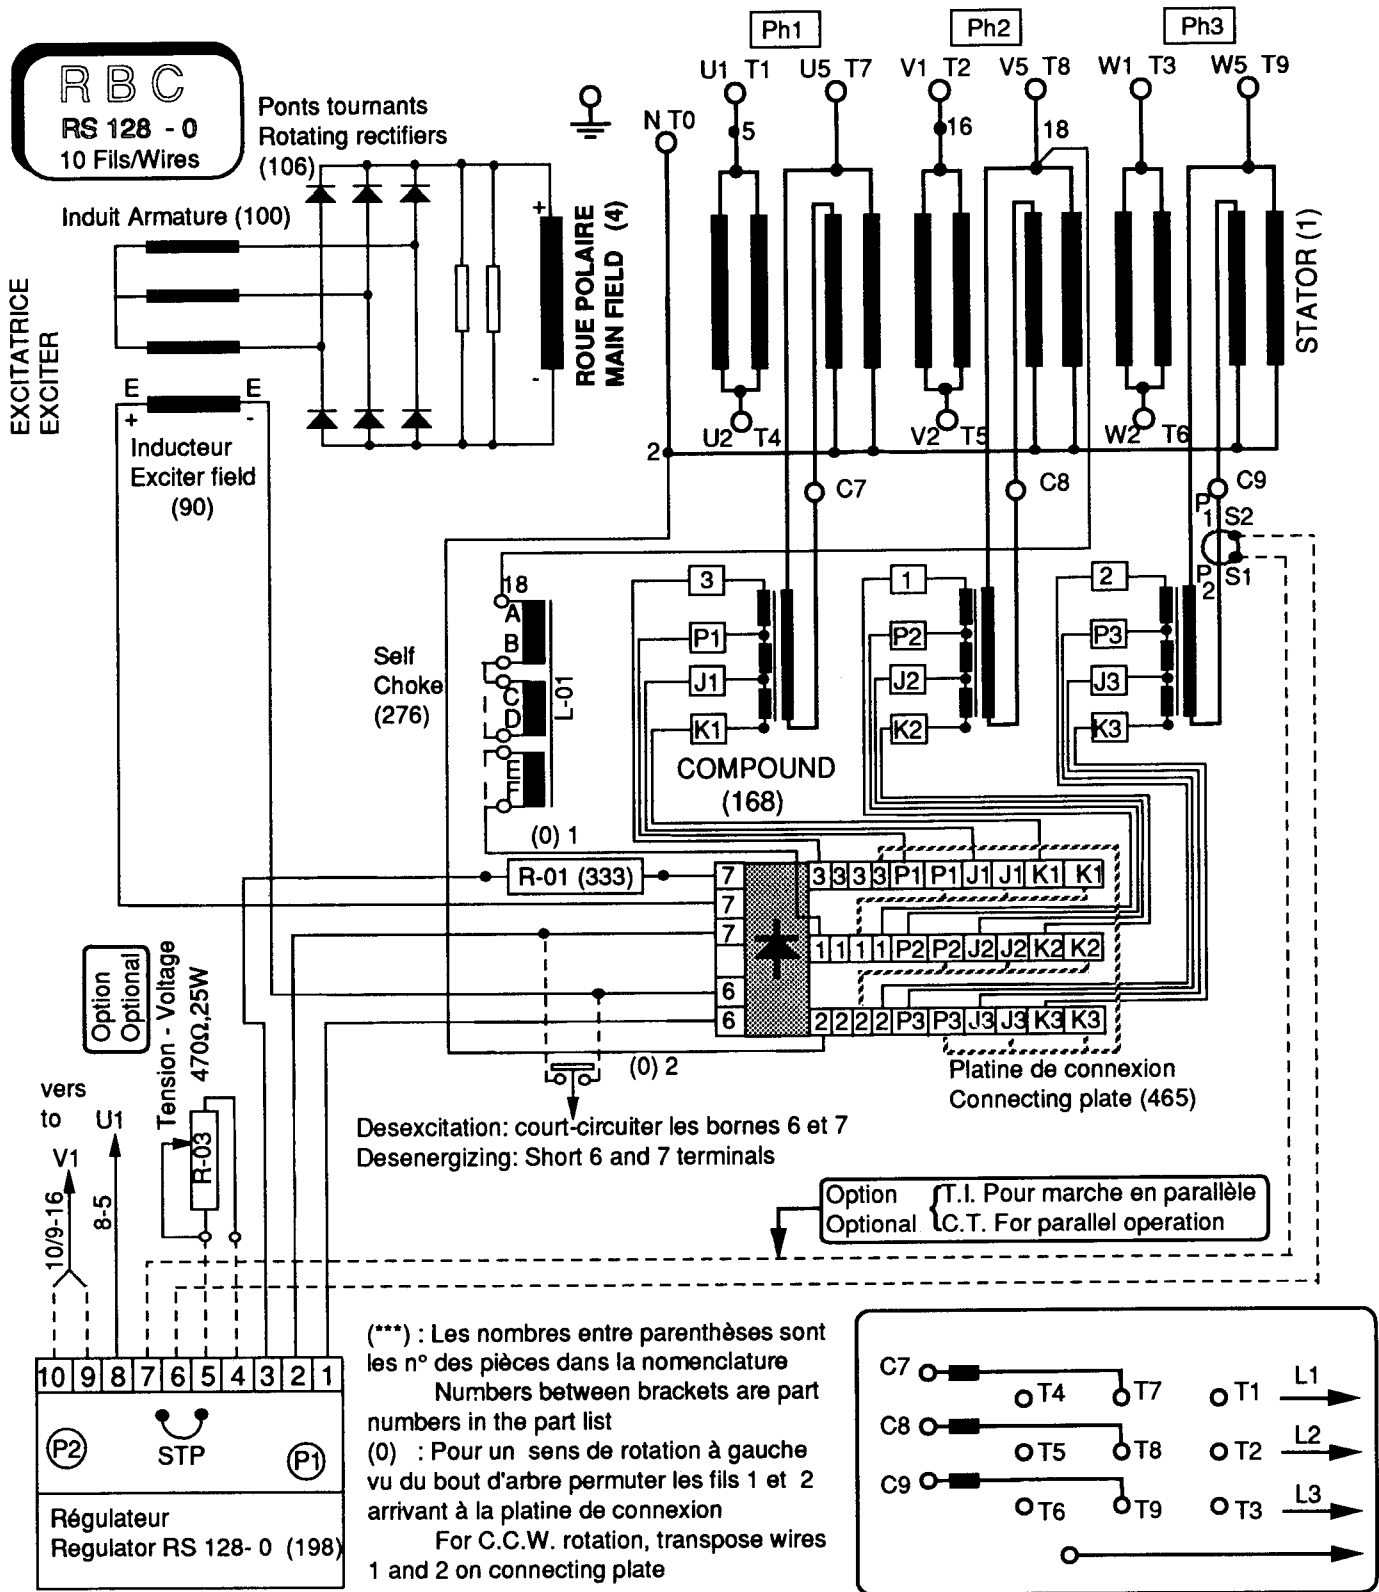 RBC
RS 128 - 0
10 Fils/Wires
Ponts tournants
Rotating rectifiers
(106)
Induit Armature (100)
EXCITATRICE
EXCITER
E E
+ -
Inducteur
Exciter field
(90)
+
-
ROUE POLAIRE
MAIN FIELD (4)
Ph1 Ph2 Ph3
U1 T1 U5 T7 V1 T2 V5 T8 W1 T3 W5 T9
N T0
5 16 18
STATOR (1)
U2 T4 V2 T5 W2 T6
2
C7 C8 C9
P1 S2
P2 S1
18
A
B
C
D
E
F
L-01
Self
Choke
(276)
3 1 2
P1 P2 P3
J1 J2 J3
K1 K2 K3
COMPOUND
(168)
(0) 1
R-01 (333)
7 3 3 3 3 P1 P1 J1 J1 K1 K1
7
7 1 1 1 1 P2 P2 J2 J2 K2 K2
6
6 2 2 2 2 P3 P3 J3 J3 K3 K3
(0) 2
Platine de connexion
Connecting plate (465)
Option
Optional
Tension - Voltage
470Ω,25W
R-03
vers
to
U1
V1
10/9-16
8-5
Desexcitation: court-circuiter les bornes 6 et 7
Desenergizing: Short 6 and 7 terminals
Option T.I. Pour marche en parallèle
Optional C.T. For parallel operation
10 9 8 7 6 5 4 3 2 1
P2 STP P1
Régulateur
Regulator RS 128- 0 (198)
(***) : Les nombres entre parenthèses sont
les n° des pièces dans la nomenclature
Numbers between brackets are part
numbers in the part list
(0) : Pour un sens de rotation à gauche
vu du bout d'arbre permuter les fils 1 et 2
arrivant à la platine de connexion
For C.C.W. rotation, transpose wires
1 and 2 on connecting plate
C7 T4 T7 T1 L1
C8 T5 T8 T2 L2
C9 T6 T9 T3 L3